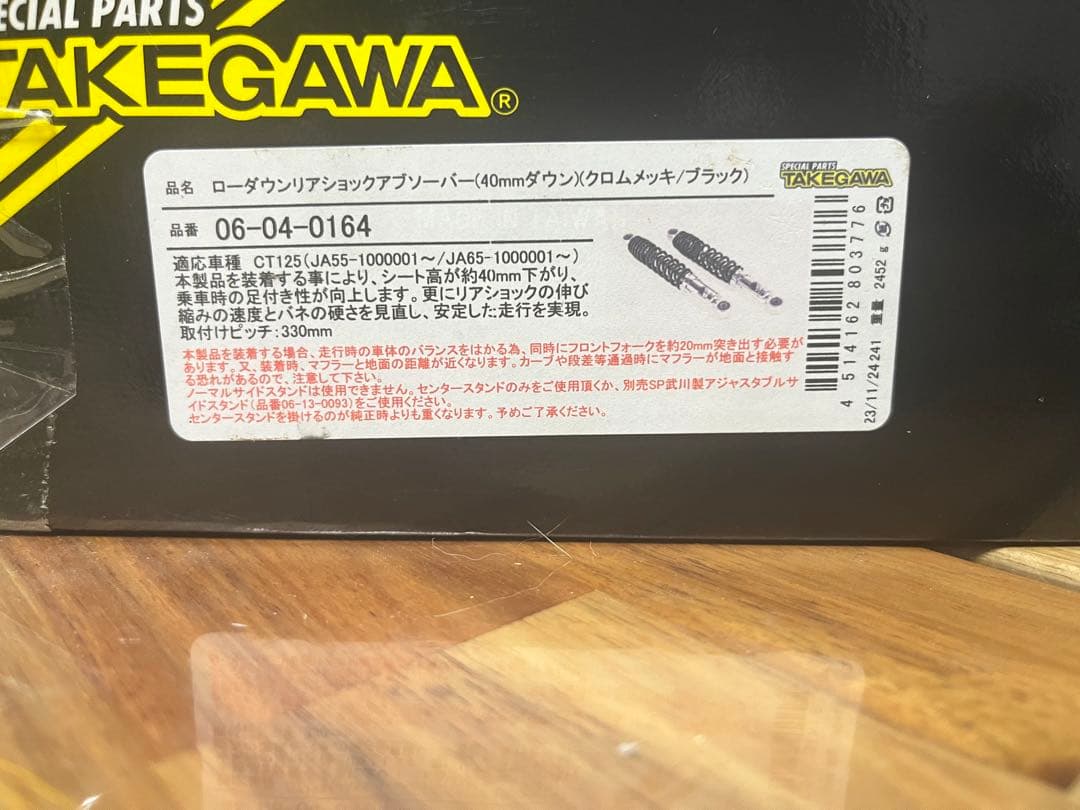 SPECIAL PARTS
TAKEGAWA®
品名 ローダウンリアショックアブソーバー(40mmダウン)(クロムメッキ/ブラック)
SPECIAL PARTS
TAKEGAWA
品番 06-04-0164
適応車種 CT125(JA55-1000001～/JA65-1000001～)
本製品を装着する事により、シート高が約40mm下がり、
乗車時の足付き性が向上します。更にリアショックの伸び
縮みの速度とバネの硬さを見直し、安定した走行を実現。
取付けピッチ:330mm
本製品を装着する場合、走行時の車体のバランスをはかる為、同時にフロントフォークを約20mm突き出す必要が
あります。又、装着時、マフラーと地面の距離が近くなります。カーブや段差等通過時にマフラーが地面と接触す
る恐れがあるので、注意して下さい。
ノーマルサイドスタンドは使用できません。センタースタンドのみをご使用頂くか、別売SP武川製アジャスタブルサ
イドスタンド(品番06-13-0093)をご使用ください。
センタースタンドを掛けるのが純正時よりも重くなります。予めご了承ください。
4 514162 803776
23/11/24 241 重量 2452 g